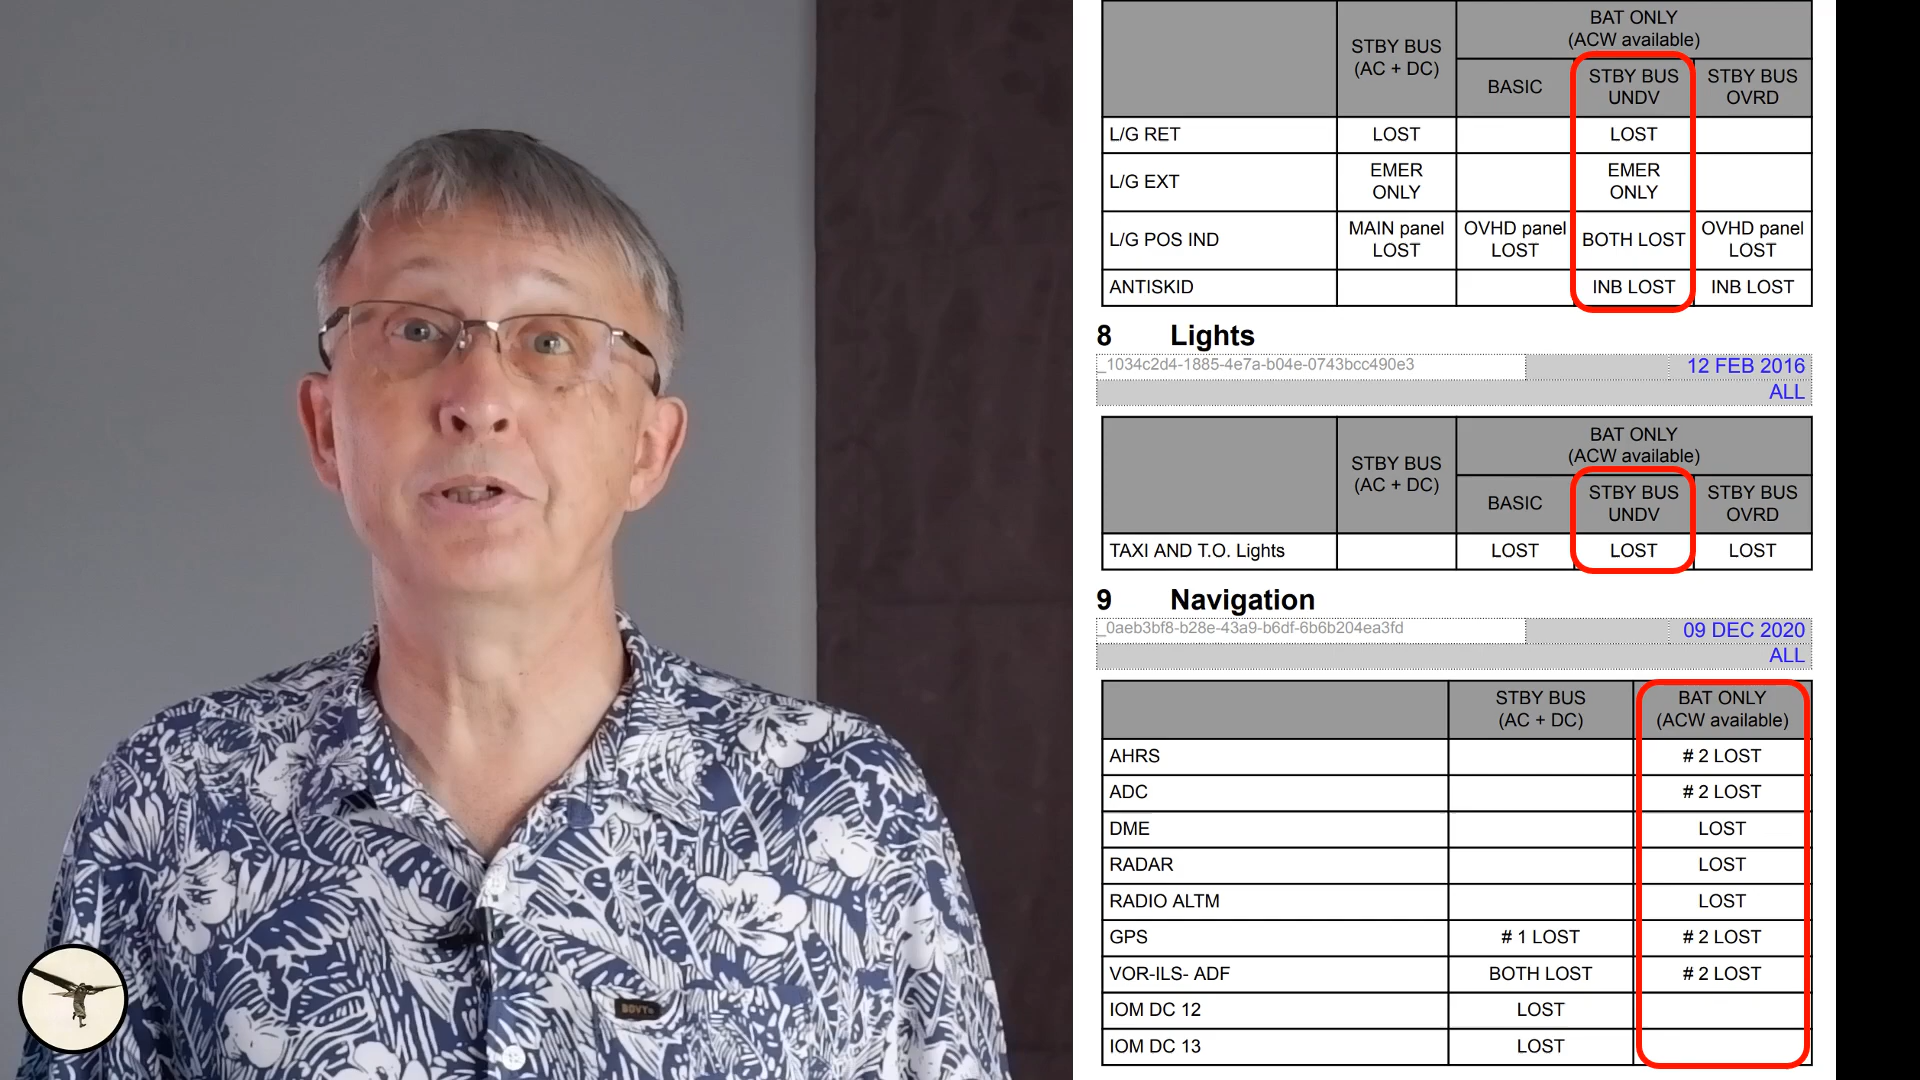 BAT ONLY
(ACW available)
STBY BUS
(AC + DC)
BASIC
STBY BUS
UNDV
STBY BUS
OVRD
L/G RET LOST LOST
L/G EXT EMER
ONLY EMER
ONLY
L/G POS IND MAIN panel
LOST OVHD panel
LOST BOTH LOST OVHD panel
LOST
ANTISKID INB LOST INB LOST
8 Lights
_1034c2d4-1885-4e7a-b04e-0743bcc490e3 12 FEB 2016
ALL
BAT ONLY
(ACW available)
STBY BUS
(AC + DC)
BASIC
STBY BUS
UNDV
STBY BUS
OVRD
TAXI AND T.O. Lights LOST LOST LOST
9 Navigation
_0aeb3bf8-b28e-43a9-b6df-6b6b204ea3fd 09 DEC 2020
ALL
STBY BUS
(AC + DC)
BAT ONLY
(ACW available)
AHRS # 2 LOST
ADC # 2 LOST
DME LOST
RADAR LOST
RADIO ALTM LOST
GPS # 1 LOST # 2 LOST
VOR-ILS- ADF BOTH LOST # 2 LOST
IOM DC 12 LOST
IOM DC 13 LOST